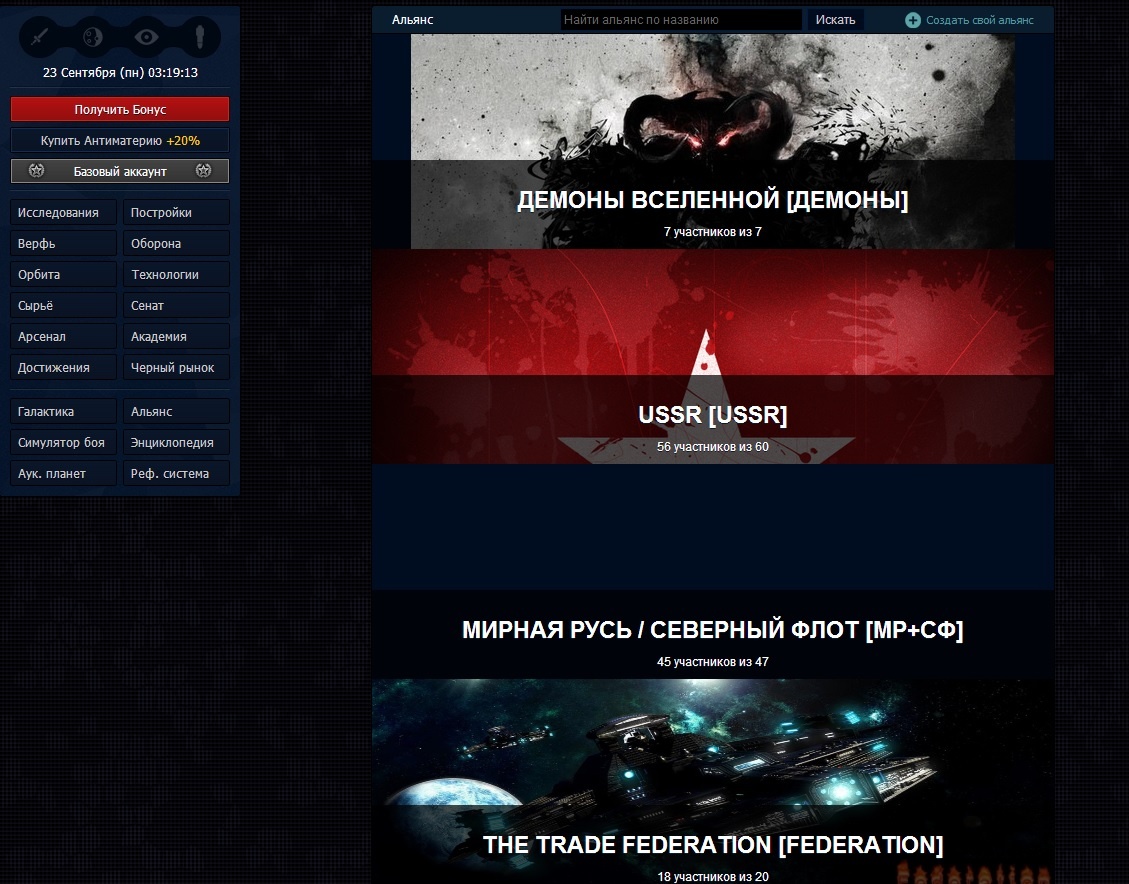 23 Сентября (пн) 03:19:13
Получить Бонус
Купить Антиматерию +20%
Базовый аккаунт
Исследования
Постройки
Верфь
Оборона
Орбита
Технологии
Сырьё
Сенат
Арсенал
Академия
Достижения
Черный рынок
Галактика
Альянс
Симулятор боя
Энциклопедия
Аук. планет
Реф. система
Альянс
Найти альянс по названию
Искать
Создать свой альянс
ДЕМОНЫ ВСЕЛЕННОЙ [ДЕМОНЫ]
7 участников из 7
USSR [USSR]
56 участников из 60
МИРНАЯ РУСЬ / СЕВЕРНЫЙ ФЛОТ [МР+СФ]
45 участников из 47
THE TRADE FEDERATION [FEDERATION]
18 участников из 20